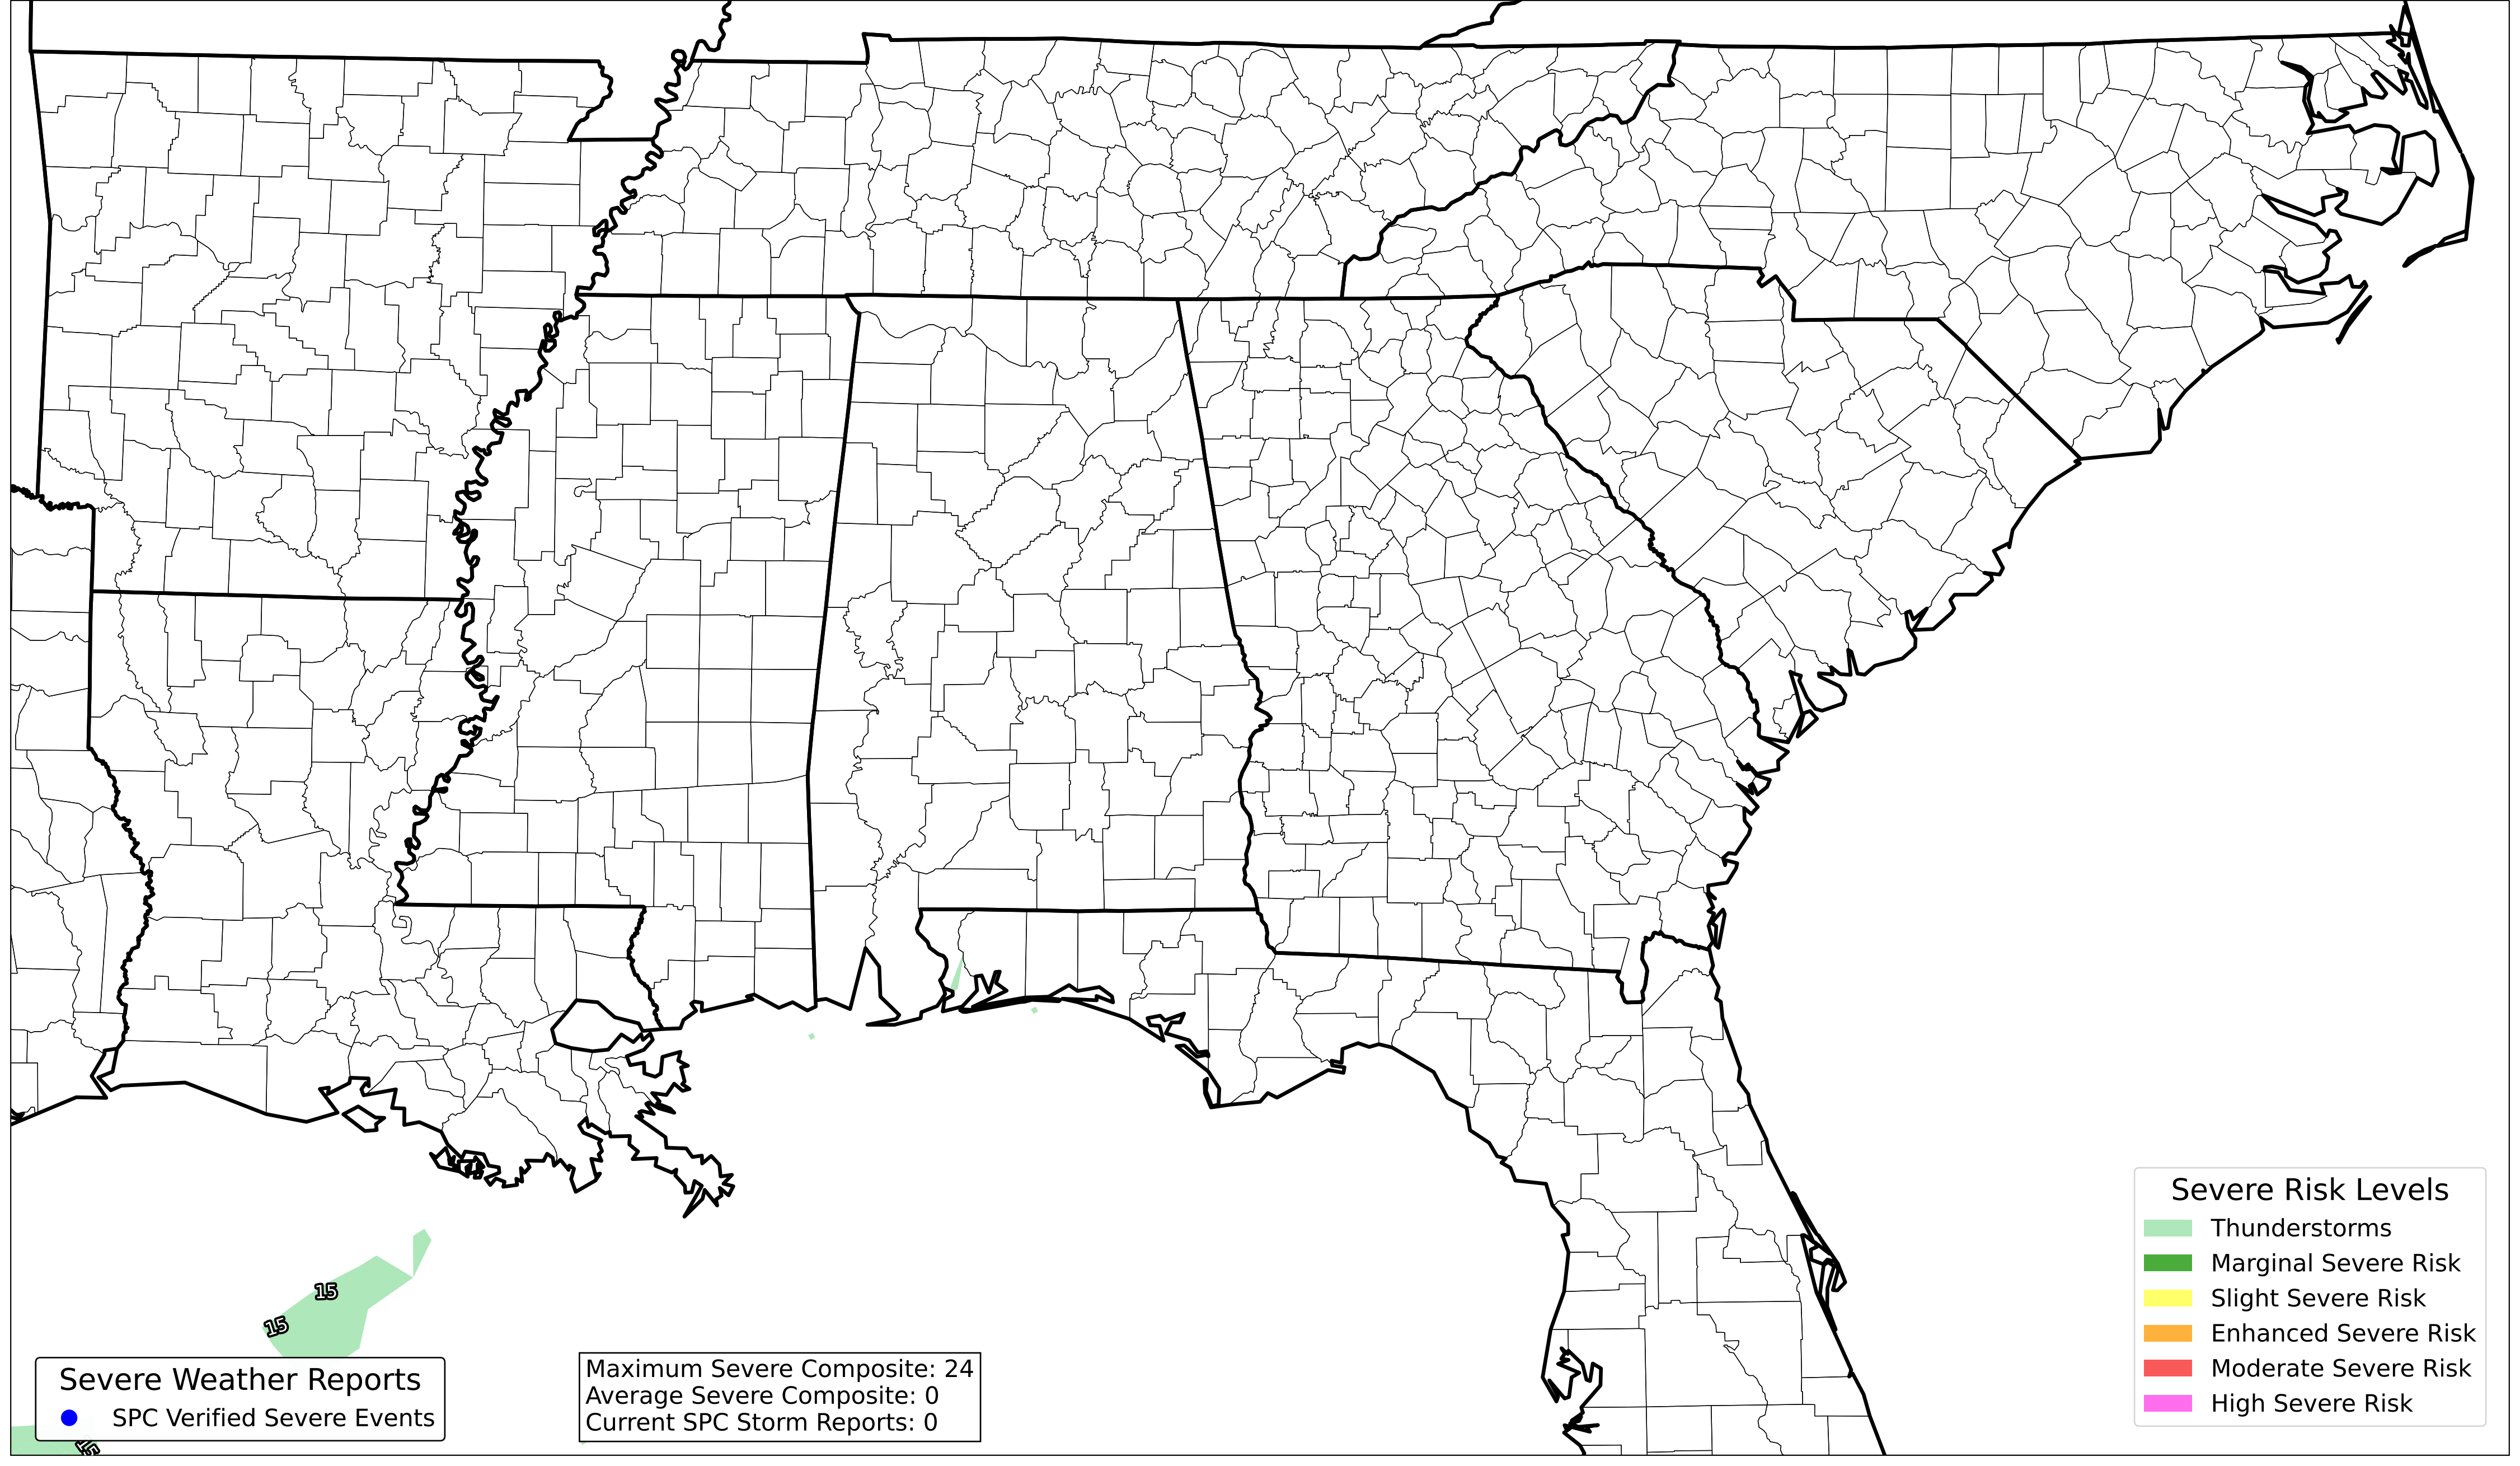 15
15
15
Severe Weather Reports
SPC Verified Severe Events
Maximum Severe Composite: 24
Average Severe Composite: 0
Current SPC Storm Reports: 0
Severe Risk Levels
Thunderstorms
Marginal Severe Risk
Slight Severe Risk
Enhanced Severe Risk
Moderate Severe Risk
High Severe Risk